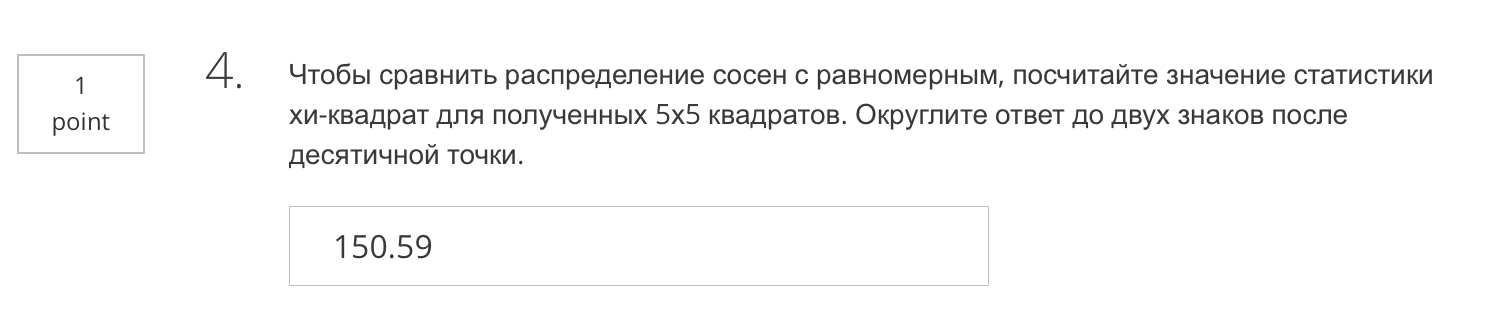 1
point
4.
Чтобы сравнить распределение сосен с равномерным, посчитайте значение статистики
хи-квадрат для полученных 5х5 квадратов. Округлите ответ до двух знаков после
десятичной точки.
150.59